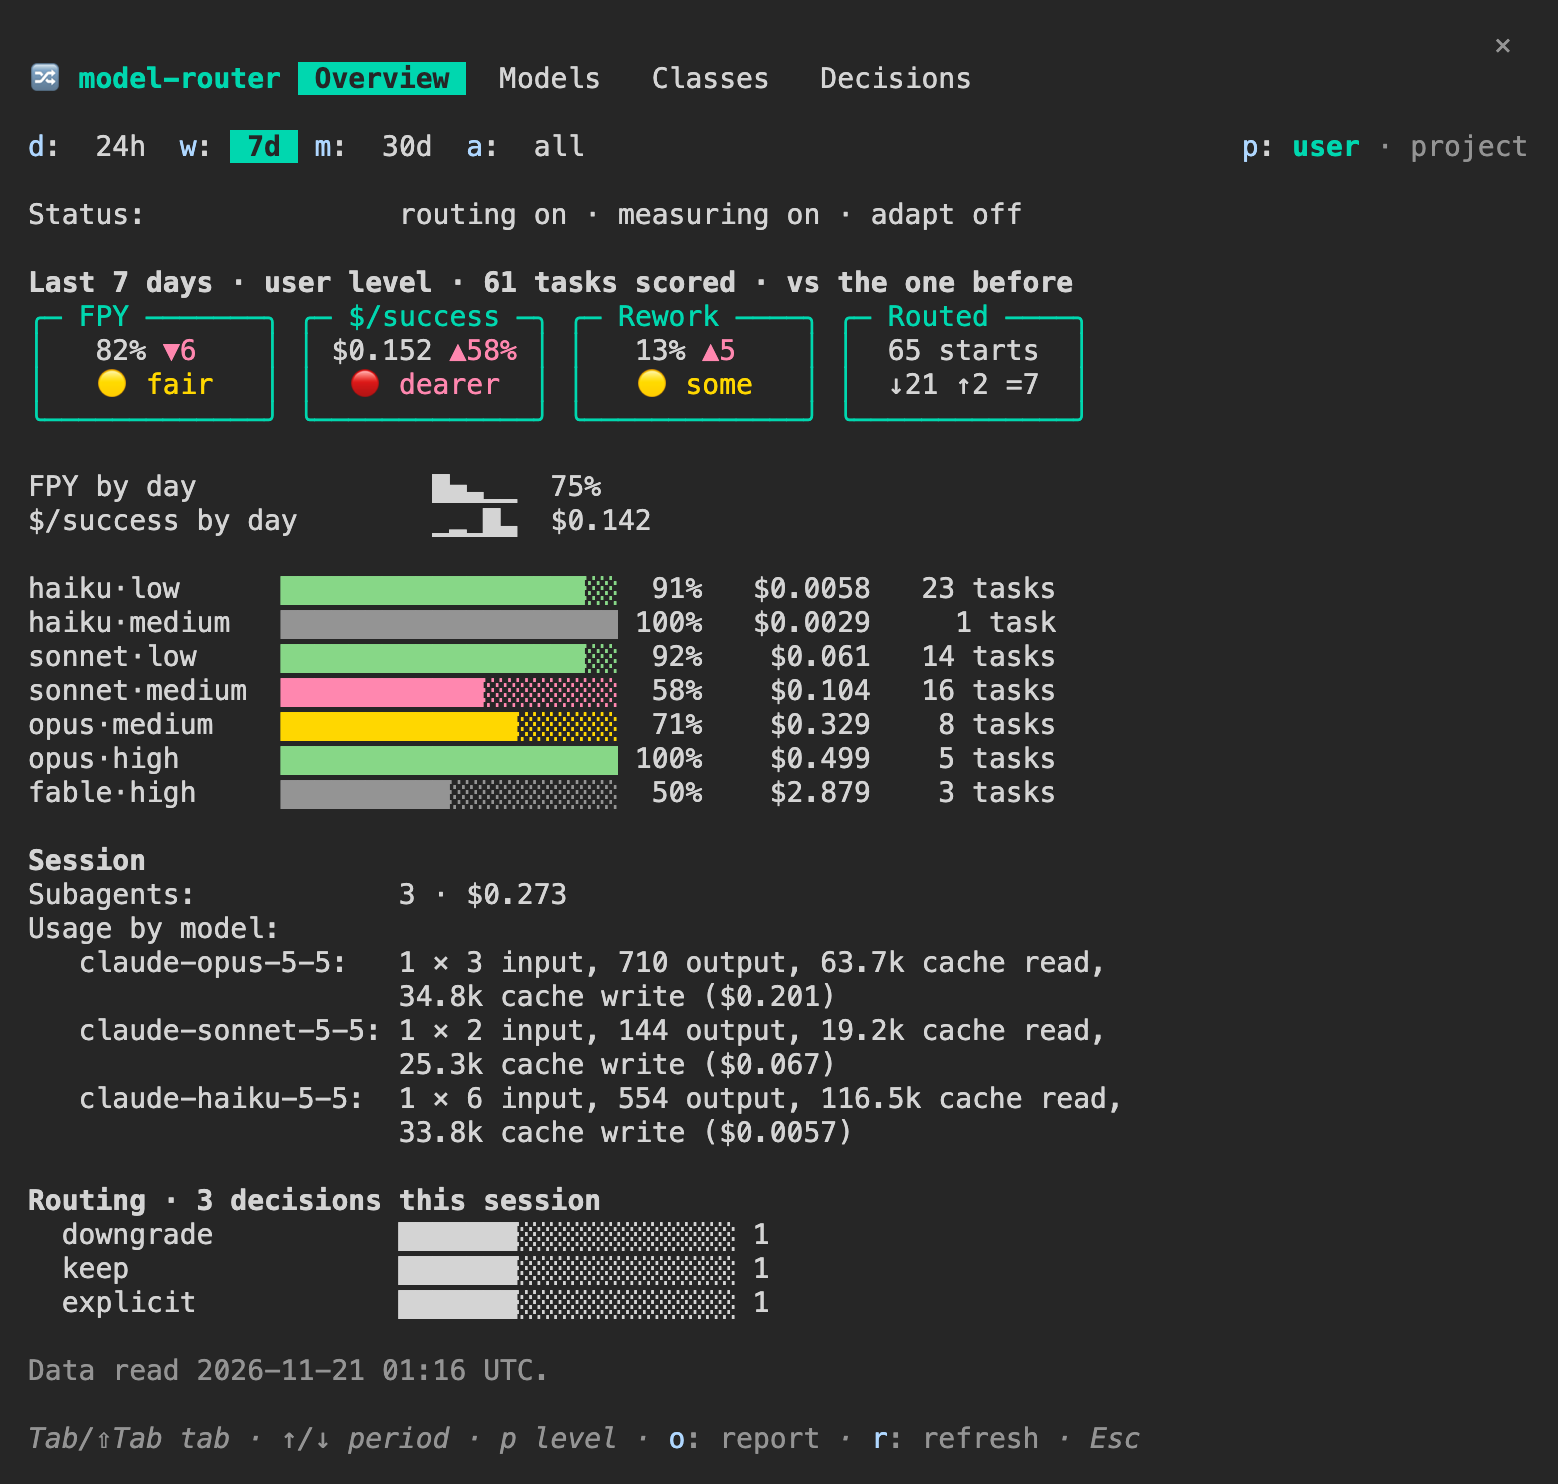 ×
model-router Overview Models Classes Decisions
d: 24h w: 7d m: 30d a: all p: user · project
Status: routing on · measuring on · adapt off
Last 7 days · user level · 61 tasks scored · vs the one before
FPY $/success Rework Routed
82% ▼6 $0.152 ▲58% 13% ▲5 65 starts
fair dearer some ↓21 ↑2 =7
FPY by day 75%
$/success by day $0.142
haiku·low 91% $0.0058 23 tasks
haiku·medium 100% $0.0029 1 task
sonnet·low 92% $0.061 14 tasks
sonnet·medium 58% $0.104 16 tasks
opus·medium 71% $0.329 8 tasks
opus·high 100% $0.499 5 tasks
fable·high 50% $2.879 3 tasks
Session
Subagents: 3 · $0.273
Usage by model:
claude-opus-5-5: 1 × 3 input, 710 output, 63.7k cache read,
34.8k cache write ($0.201)
claude-sonnet-5-5: 1 × 2 input, 144 output, 19.2k cache read,
25.3k cache write ($0.067)
claude-haiku-5-5: 1 × 6 input, 554 output, 116.5k cache read,
33.8k cache write ($0.0057)
Routing · 3 decisions this session
downgrade 1
keep 1
explicit 1
Data read 2026-11-21 01:16 UTC.
Tab/⇧Tab tab · ↑/↓ period · p level · o: report · r: refresh · Esc